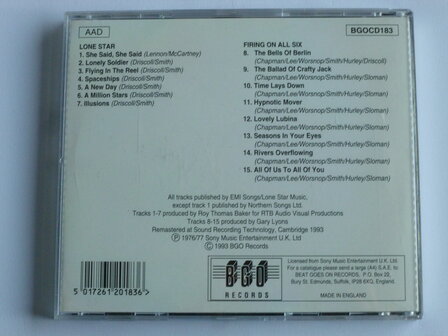 AAD
BGOCD183
LONE STAR
1. She Said, She Said (Lennon/McCartney)
2. Lonely Soldier (Driscoll/Smith)
3. Flying In The Reel (Driscoll/Smith)
4. Spaceships (Driscoll/Smith)
5. A New Day (Driscoll/Smith)
6. A Million Stars (Driscoll/Smith)
7. Illusions (Driscoll/Smith)
FIRING ON ALL SIX
8. The Bells Of Berlin
(Chapman/Lee/Worsnop/Smith/Hurley/Driscoll)
9. The Ballad Of Crafty Jack
(Chapman/Lee/Worsnop/Smith/Hurley/Sloman)
10. Time Lays Down
(Chapman/Lee/Worsnop/Smith/Hurley/Sloman)
11. Hypnotic Mover
(Chapman/Lee/Worsnop/Smith/Hurley/Sloman)
12. Lovely Lubina
(Chapman/Lee/Worsnop/Smith/Hurley/Sloman)
13. Seasons In Your Eyes
(Chapman/Lee/Worsnop/Smith/Hurley/Sloman)
14. Rivers Overflowing
(Chapman/Lee/Worsnop/Smith/Hurley/Sloman)
15. All Of Us To All Of You
(Chapman/Lee/Worsnop/Smith/Hurley/Sloman)
All tracks published by EMI Songs/Lone Star Music,
except track 1 published by Northern Songs Ltd.
Tracks 1-7 produced by Roy Thomas Baker for RTB Audio Visual Productions
Tracks 8-15 produced by Gary Lyons
Remastered at Sound Recording Technology, Cambridge 1993
℗ 1976/77 Sony Music Entertainment U.K. Ltd
© 1993 BGO Records
5 017261 201836 >
BGO
RECORDS
Licensed from Sony Music Entertainment U.K. Ltd.
For a catalogue please send a large (A4) S.A.E. to
BEAT GOES ON RECORDS, P.O. Box 22,
Bury St. Edmunds, Suffolk, IP28 6XQ, England.
MADE IN ENGLAND